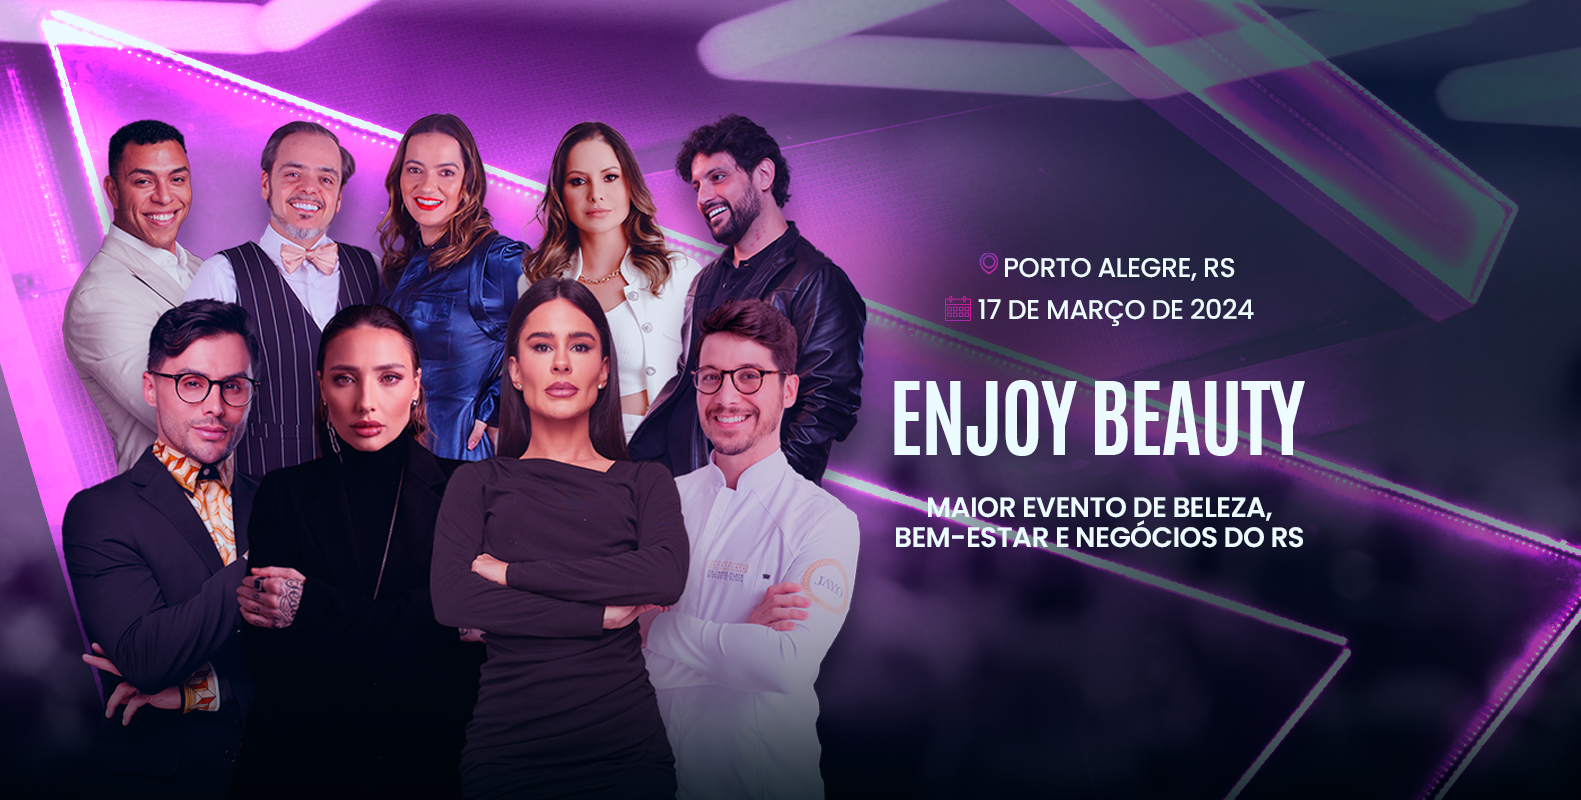 PORTO ALEGRE, RS
17 DE MARÇO DE 2024
ENJOY BEAUTY
MAIOR EVENTO DE BELEZA,
BEM-ESTAR E NEGÓCIOS DO RS
JAYO